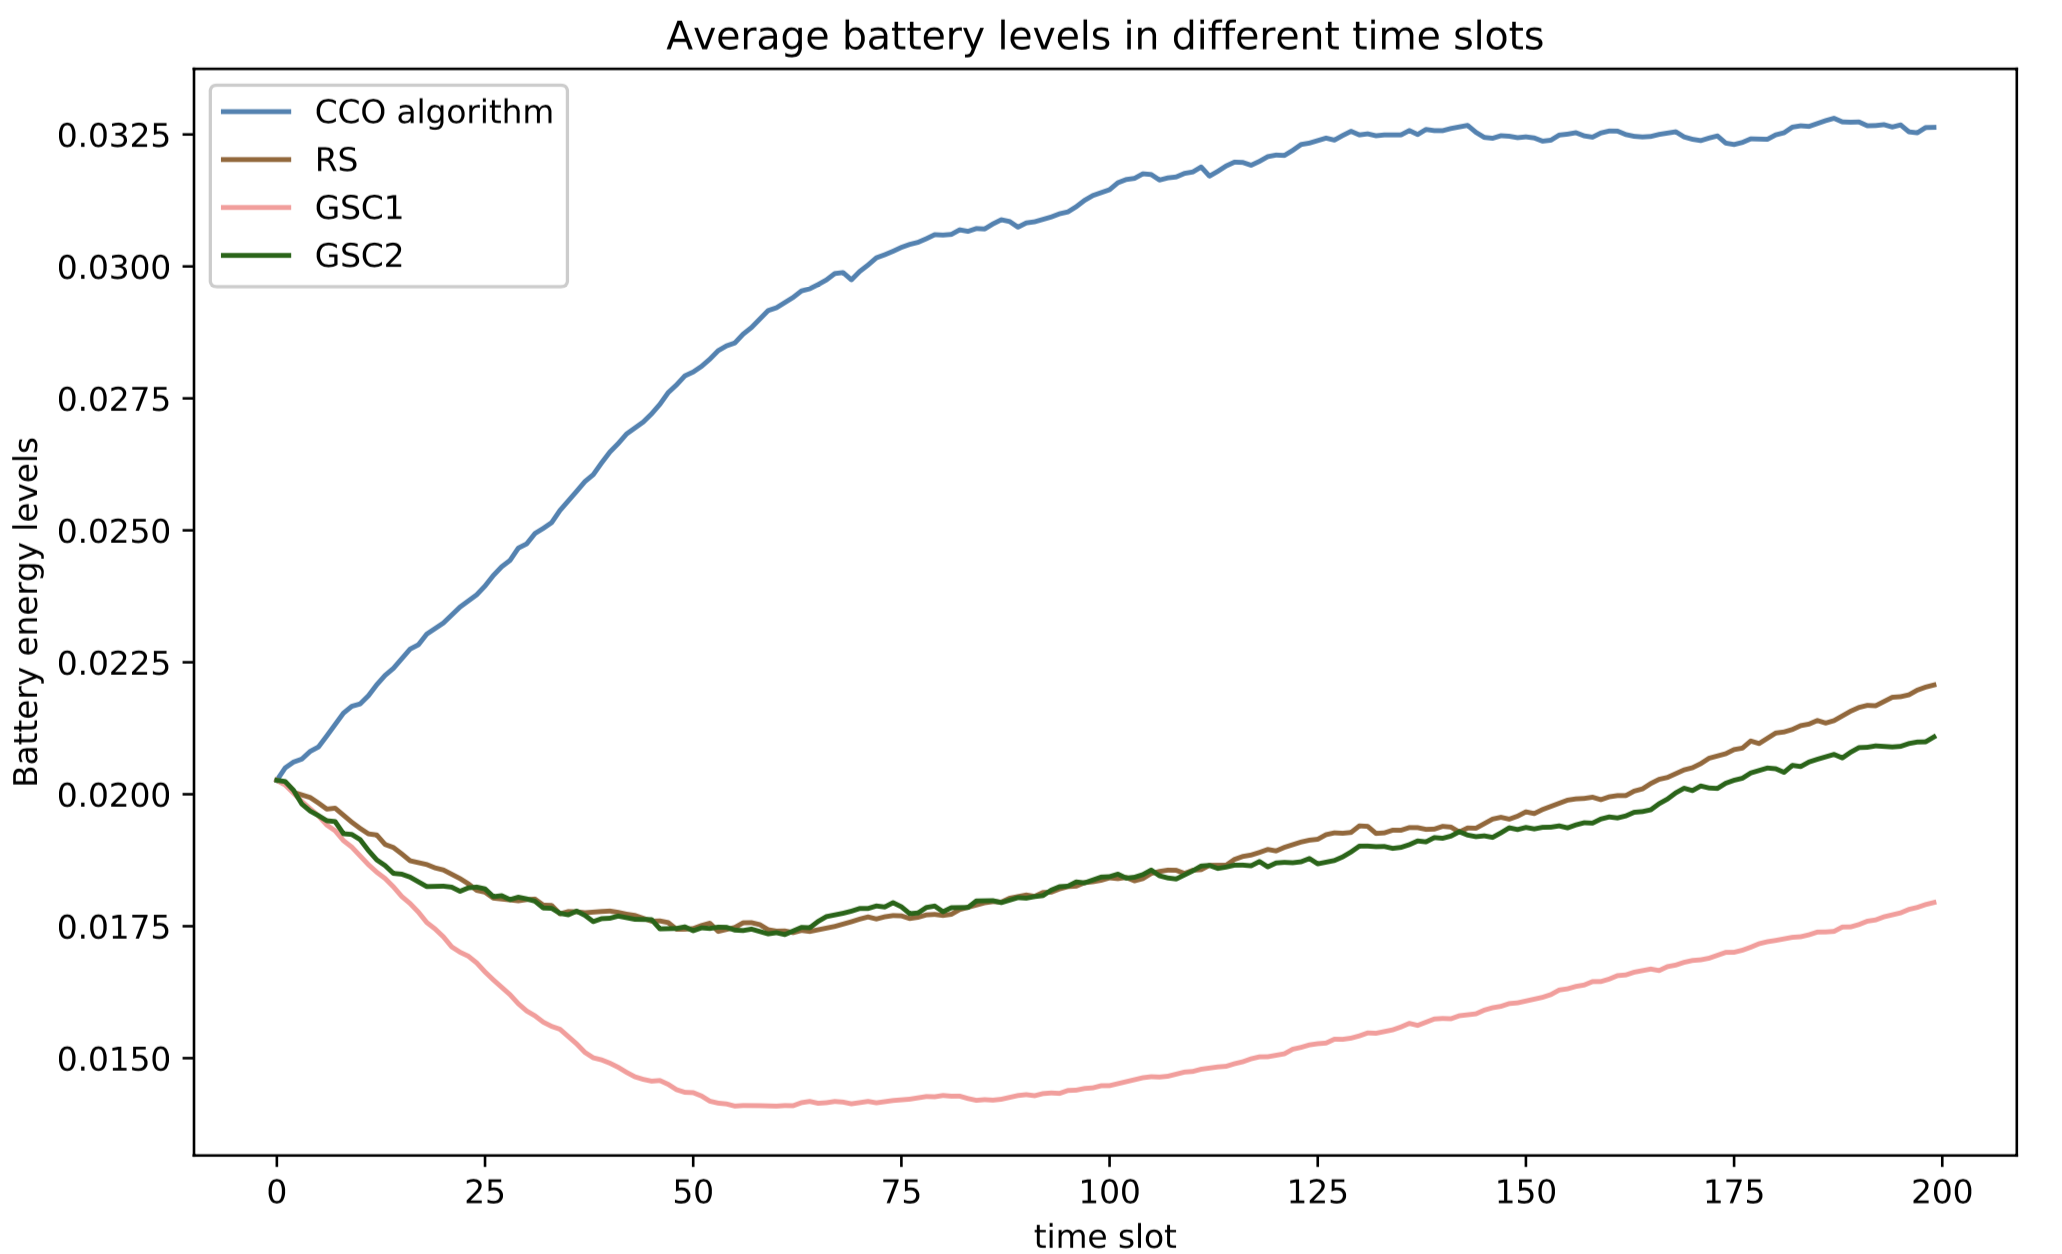 Average battery levels in different time slots
CCO algorithm
RS
GSC1
GSC2
Battery energy levels
0.0325
0.0300
0.0275
0.0250
0.0225
0.0200
0.0175
0.0150
0 25 50 75 100 125 150 175 200
time slot